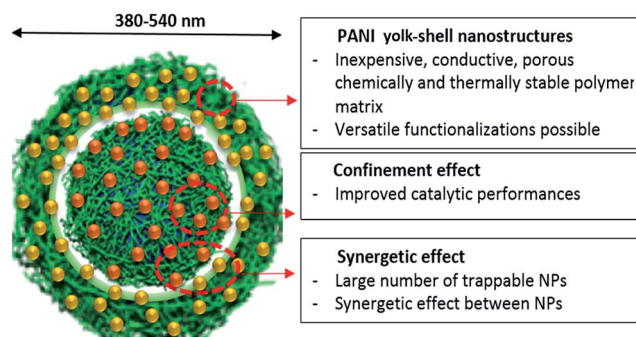 380-540 nm
PANI yolk-shell nanostructures
- Inexpensive, conductive, porous
chemically and thermally stable polymer
matrix
- Versatile functionalizations possible
Confinement effect
- Improved catalytic performances
Synergetic effect
- Large number of trappable NPs
- Synergetic effect between NPs